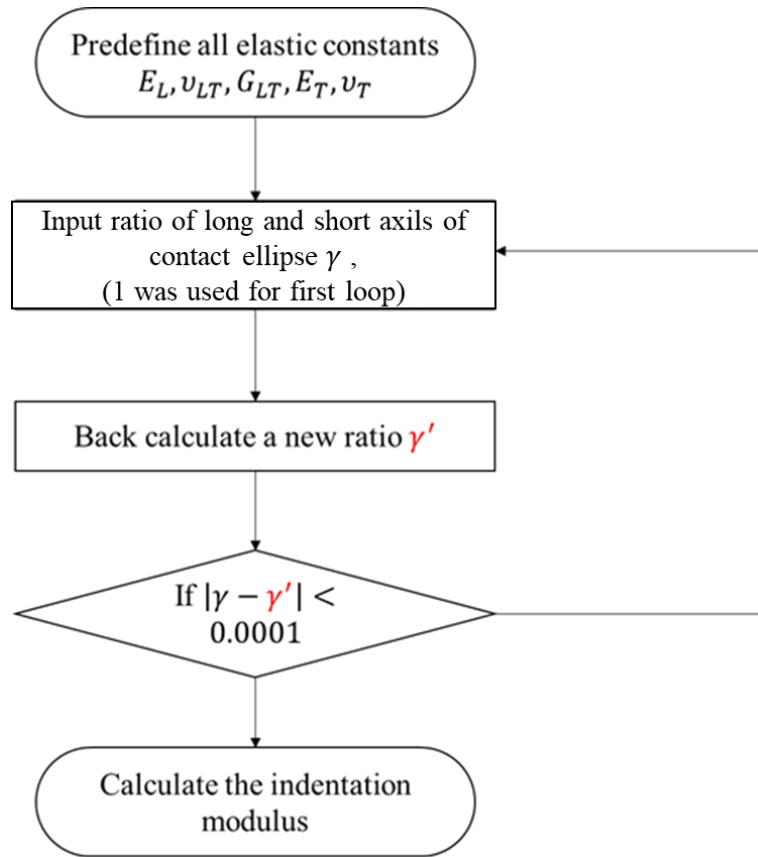 Predefine all elastic constants
E_L, υ_LT, G_LT, E_T, υ_T
Input ratio of long and short axils of
contact ellipse γ ,
(1 was used for first loop)
Back calculate a new ratio γ′
If |γ − γ′| <
0.0001
Calculate the indentation
modulus